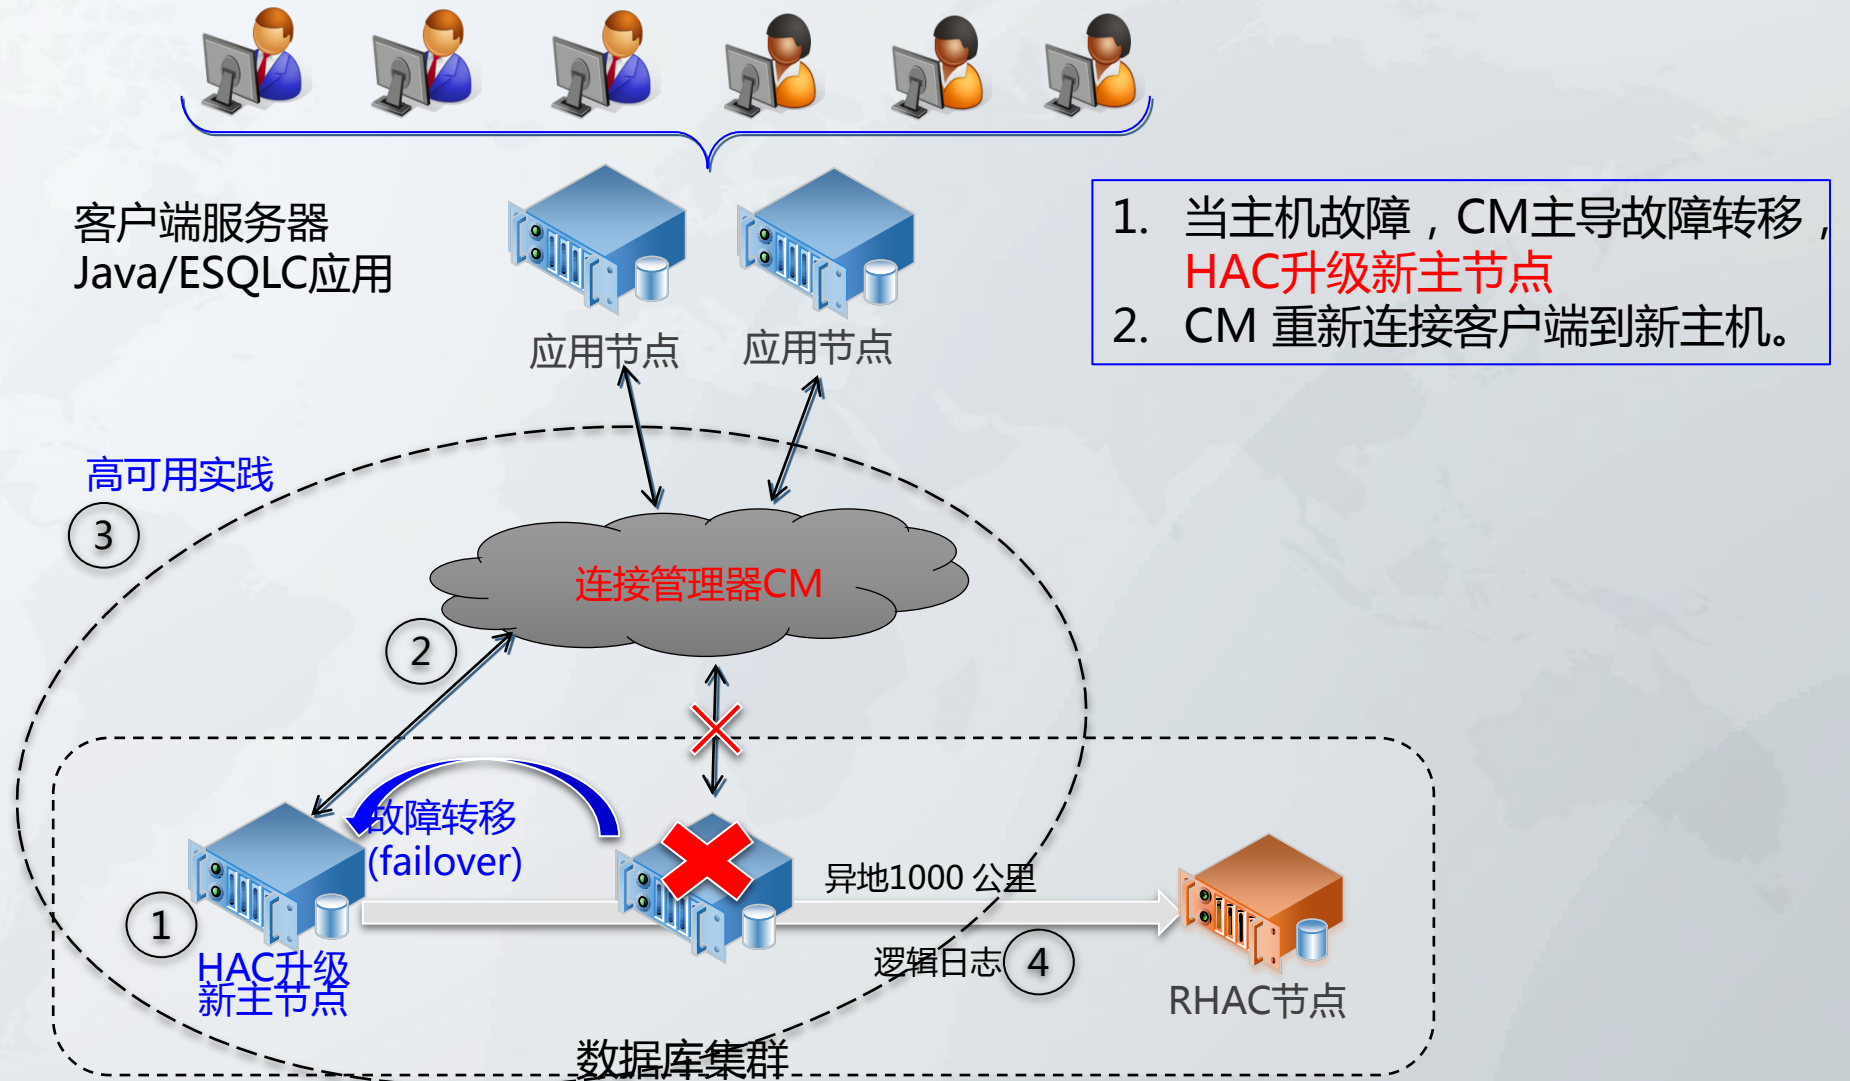 客户端服务器
Java/ESQLC应用
应用节点
应用节点
1. 当主机故障，CM主导故障转移，
HAC升级新主节点
2. CM 重新连接客户端到新主机。
高可用实践
3
连接管理器CM
2
故障转移
(failover)
异地1000 公里
1
HAC升级
新主节点
逻辑日志
4
RHAC节点
数据库集群